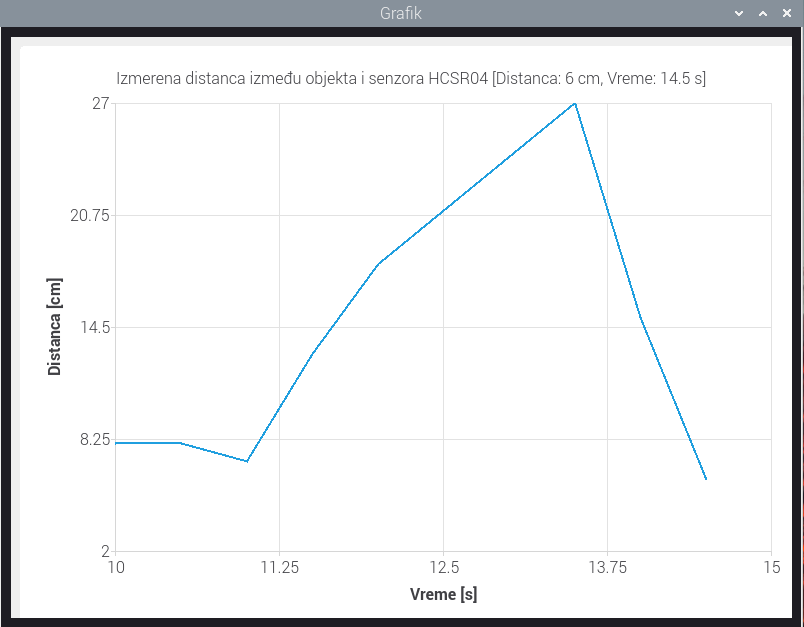 Grafik
Izmerena distanca između objekta i senzora HCSR04 [Distanca: 6 cm, Vreme: 14.5 s]
27
20.75
14.5
8.25
2
Distanca [cm]
10 11.25 12.5 13.75 15
Vreme [s]